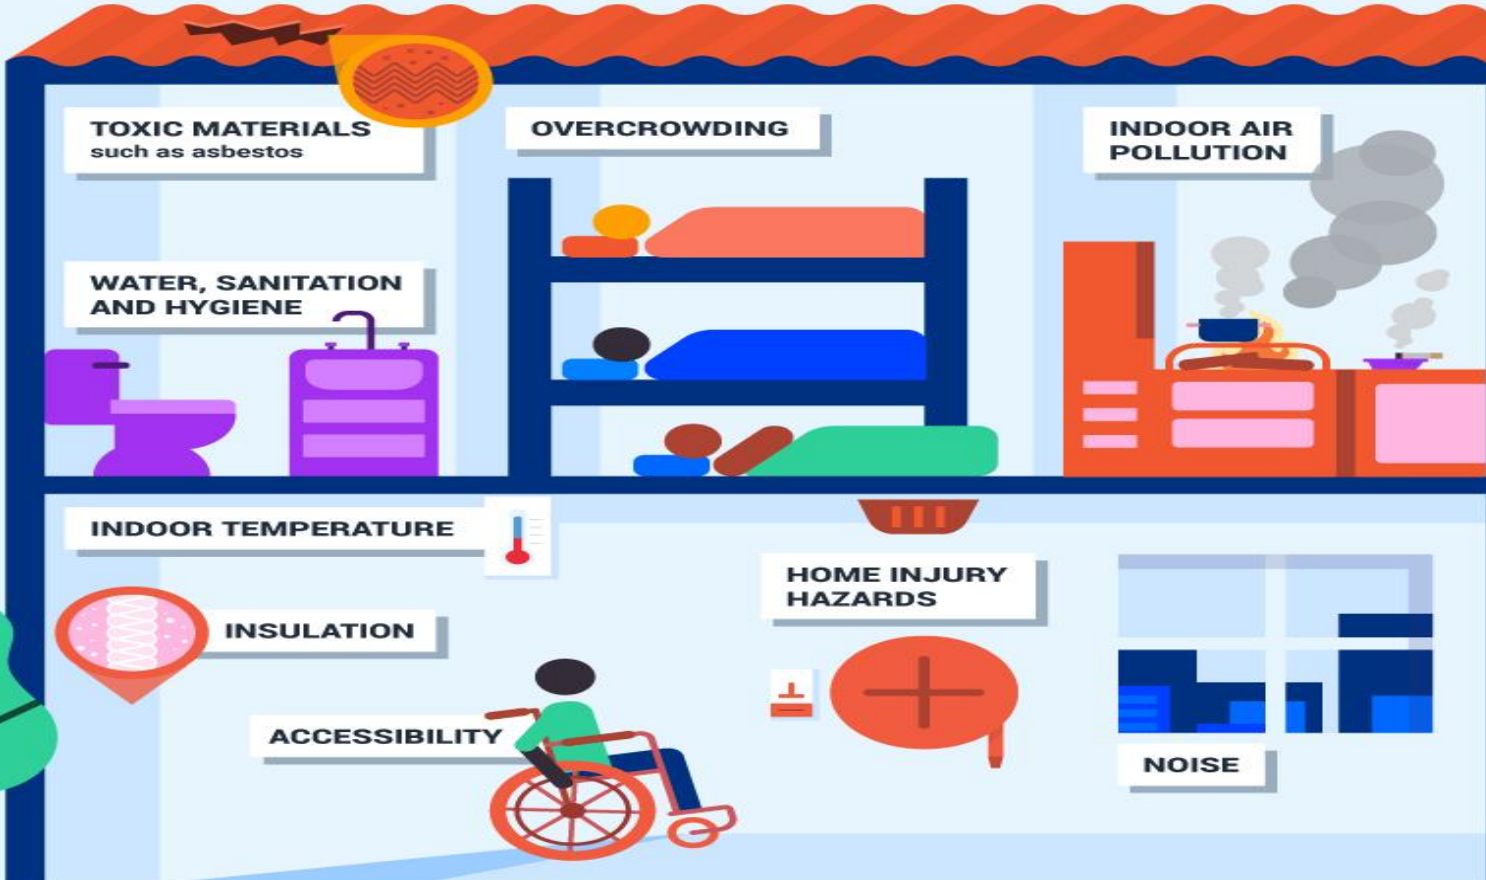 TOXIC MATERIALS
such as asbestos
OVERCROWDING
INDOOR AIR
POLLUTION
WATER, SANITATION
AND HYGIENE
INDOOR TEMPERATURE
HOME INJURY
HAZARDS
INSULATION
ACCESSIBILITY
NOISE